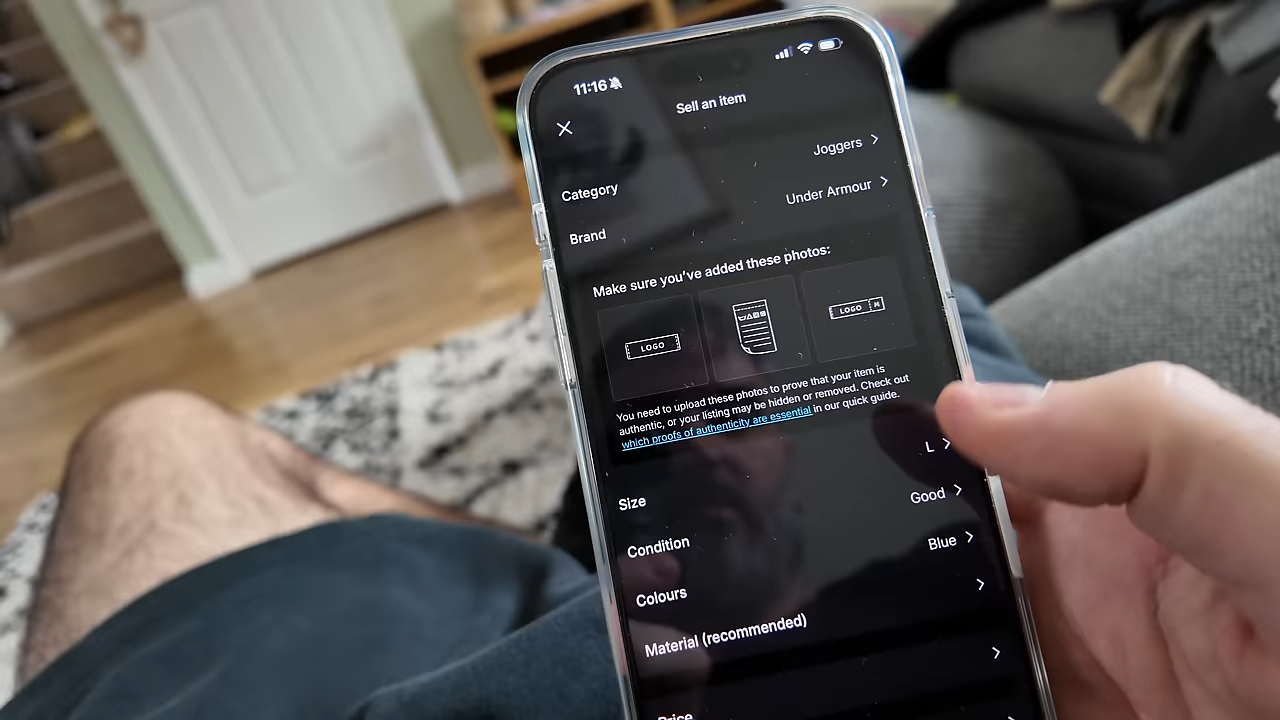 11:16
Sell an item
Category
Joggers
Brand
Under Armour
Make sure you've added these photos:
LOGO
LOGO M
You need to upload these photos to prove that your item is
authentic, or your listing may be hidden or removed. Check out
which proofs of authenticity are essential in our quick guide.
Size
L
Condition
Good
Colours
Blue
Material (recommended)
Price